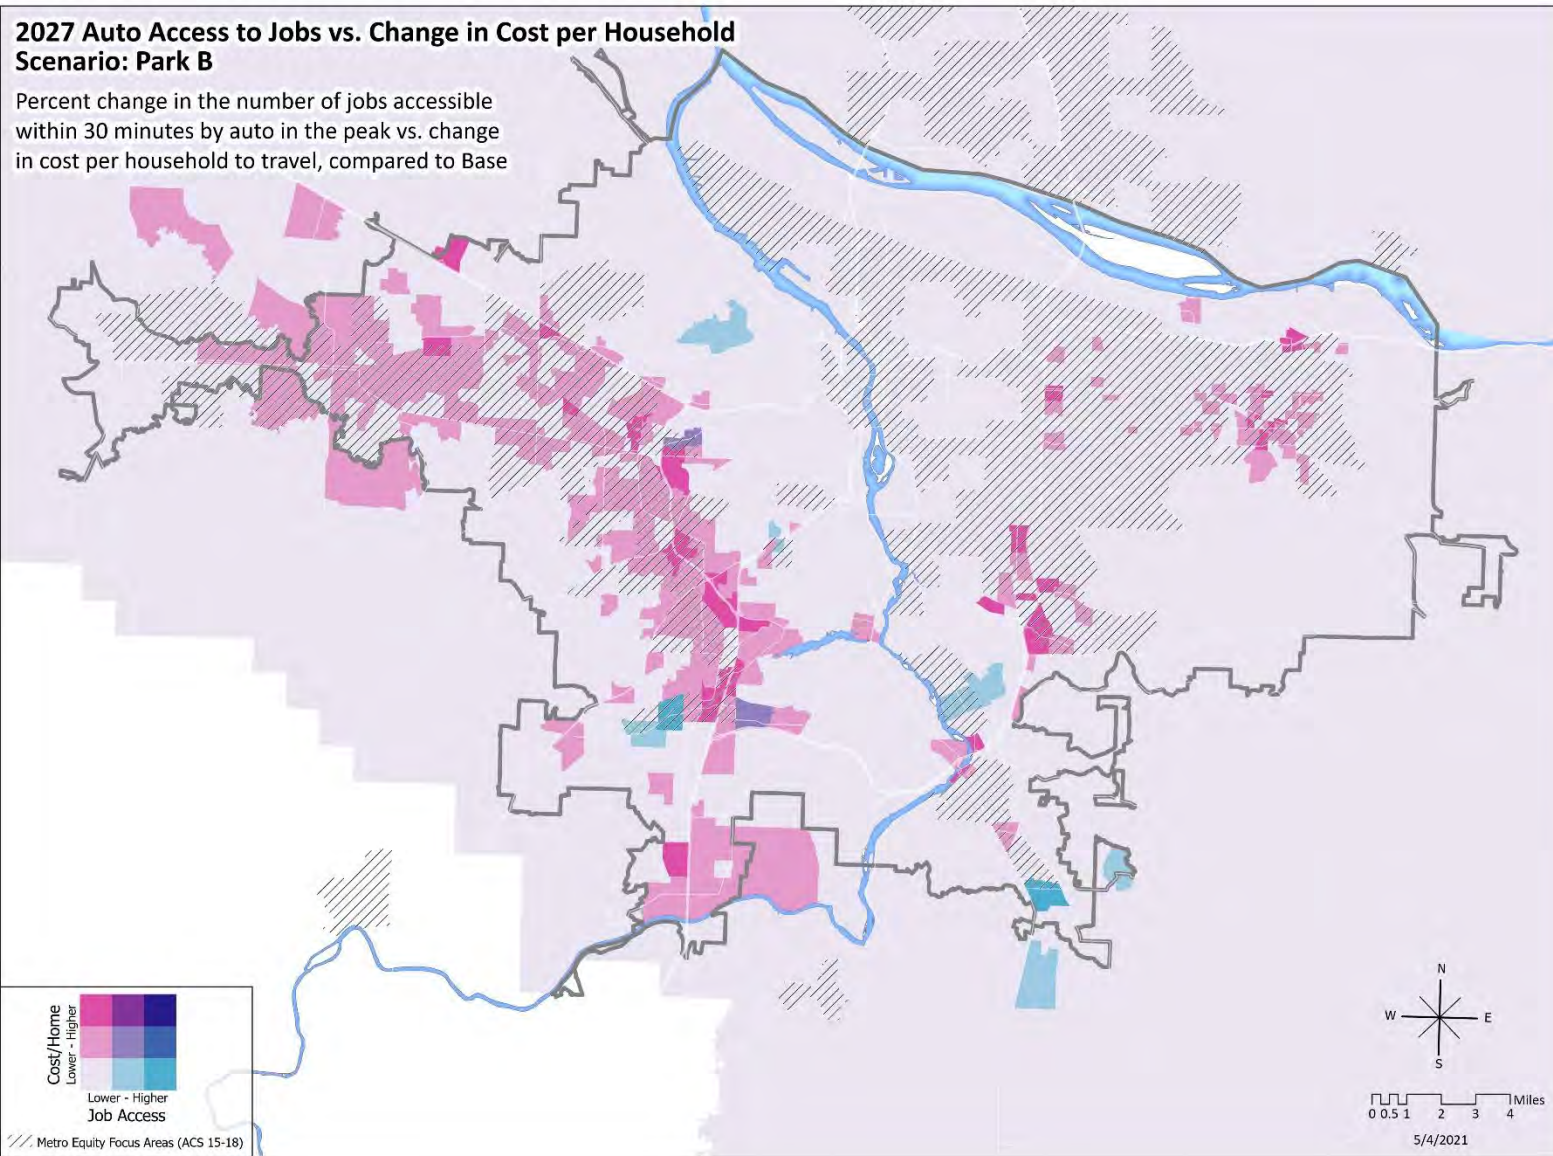 2027 Auto Access to Jobs vs. Change in Cost per Household
Scenario: Park B
Percent change in the number of jobs accessible
within 30 minutes by auto in the peak vs. change
in cost per household to travel, compared to Base
Cost/Home
Lower - Higher
Lower - Higher
Job Access
Metro Equity Focus Areas (ACS 15-18)
N
W
E
S
Miles
0 0.5 1 2 3 4
5/4/2021